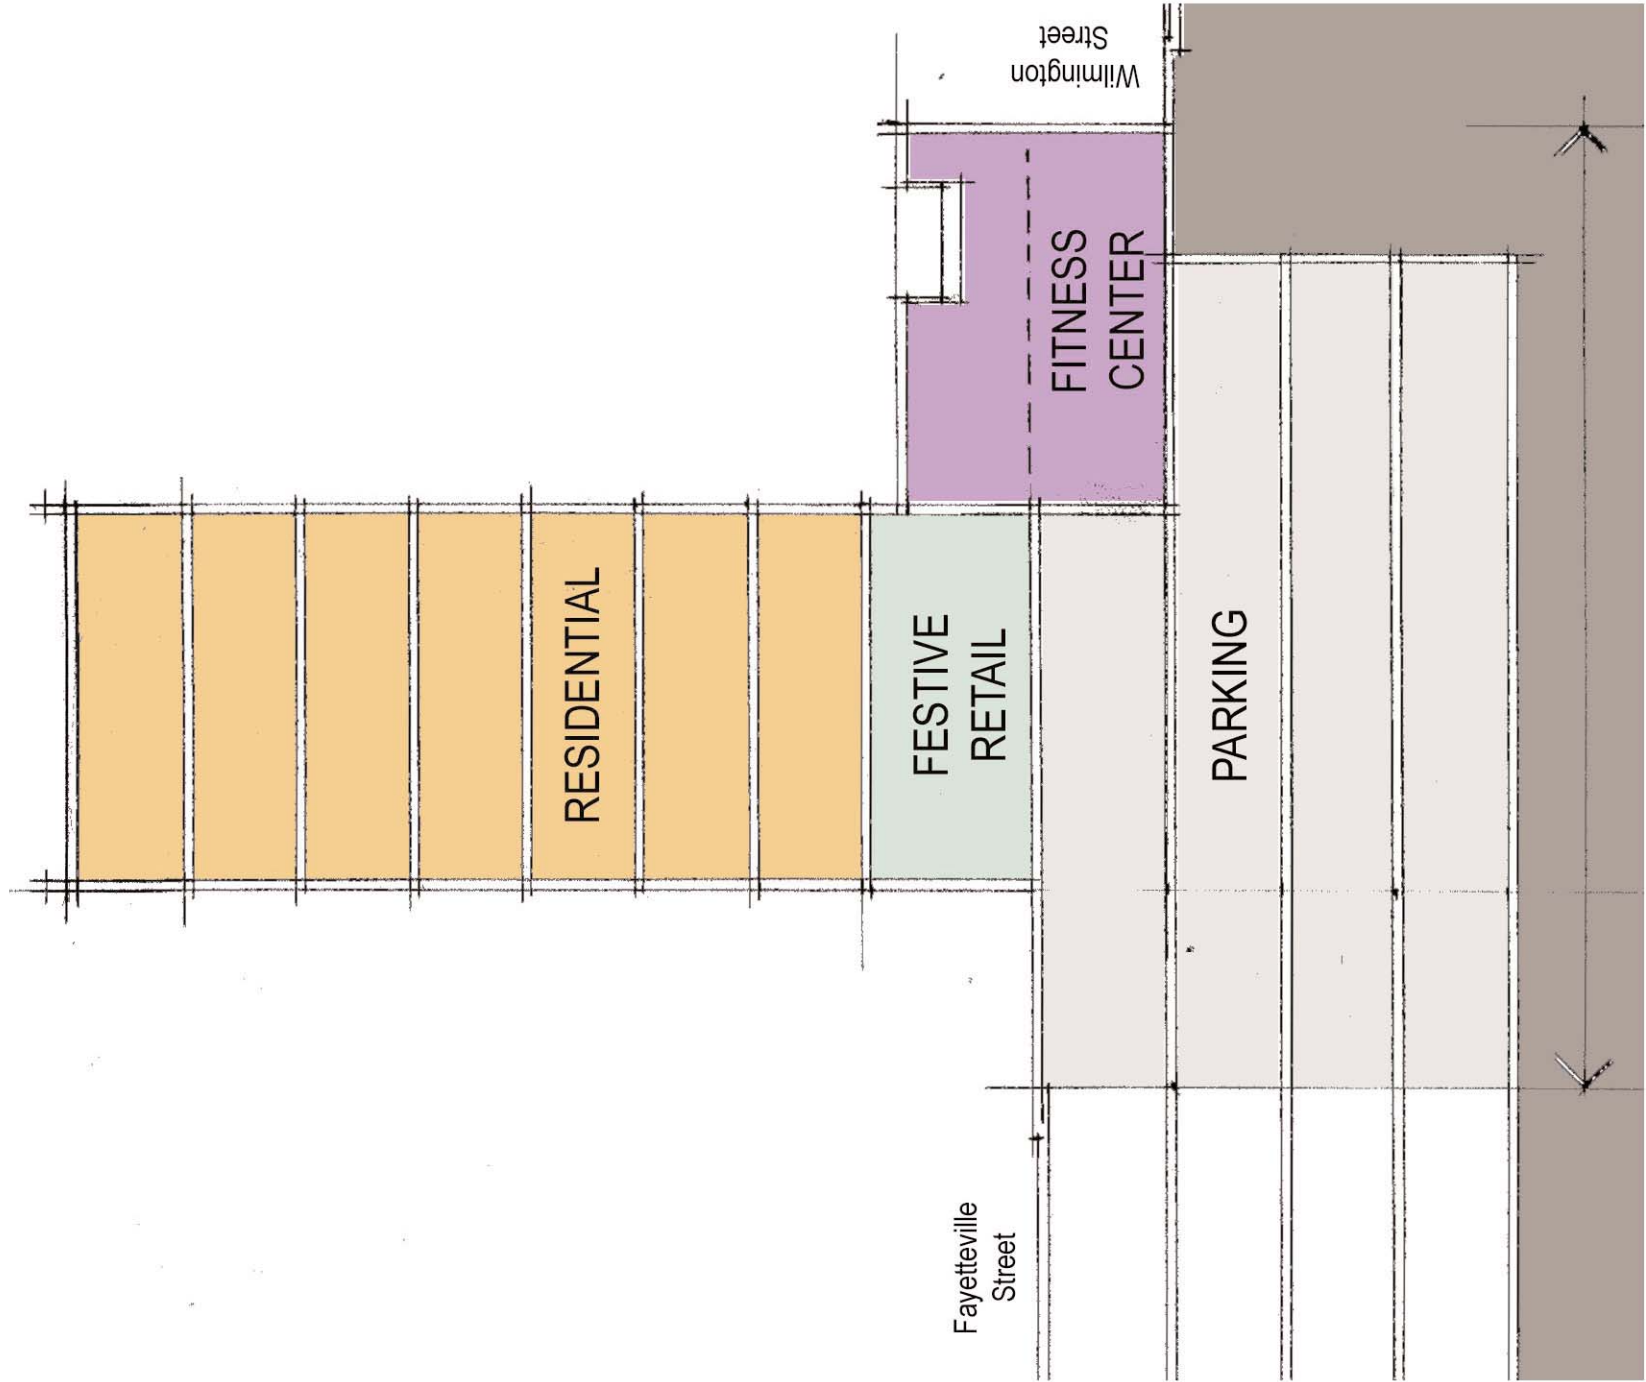 RESIDENTIAL
FESTIVE
RETAIL
FITNESS
CENTER
PARKING
Fayetteville
Street
Wilmington
Street